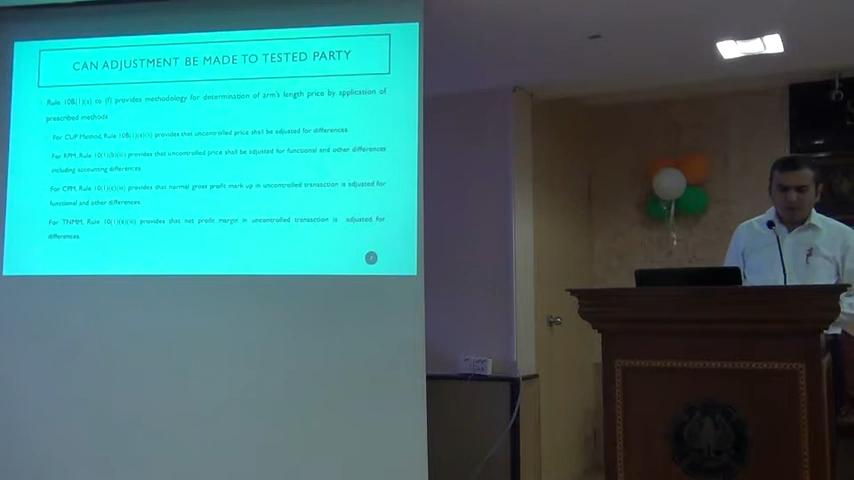 CAN ADJUSTMENT BE MADE TO TESTED PARTY
Rule 10B(1)(a) to (f) provides methodology for determination of arm's length price by application of
prescribed methods
For CUP Method, Rule 10B(1)(a)(ii) provides that uncontrolled price shall be adjusted for differences.
For RPM, Rule 10(1)(b)(iii) provides that uncontrolled price shall be adjusted for functional and other differences
including accounting differences.
For CPM, Rule 10(1)(c)(iii) provides that normal gross profit mark up in uncontrolled transaction is adjusted for
functional and other differences.
For TNMM, Rule 10(1)(e)(iii) provides that net profit margin in uncontrolled transaction is adjusted for
differences.